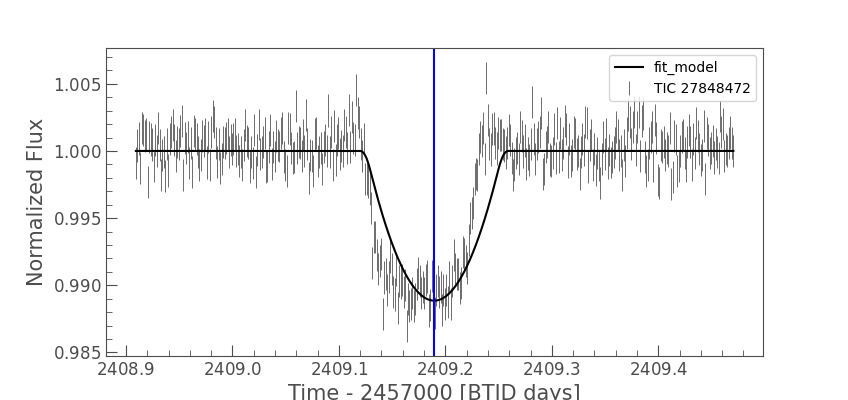 fit_model
TIC 27848472
1.005
1.000
0.995
0.990
0.985
Normalized Flux
2408.9 2409.0 2409.1 2409.2 2409.3 2409.4
Time - 2457000 [BTJD days]